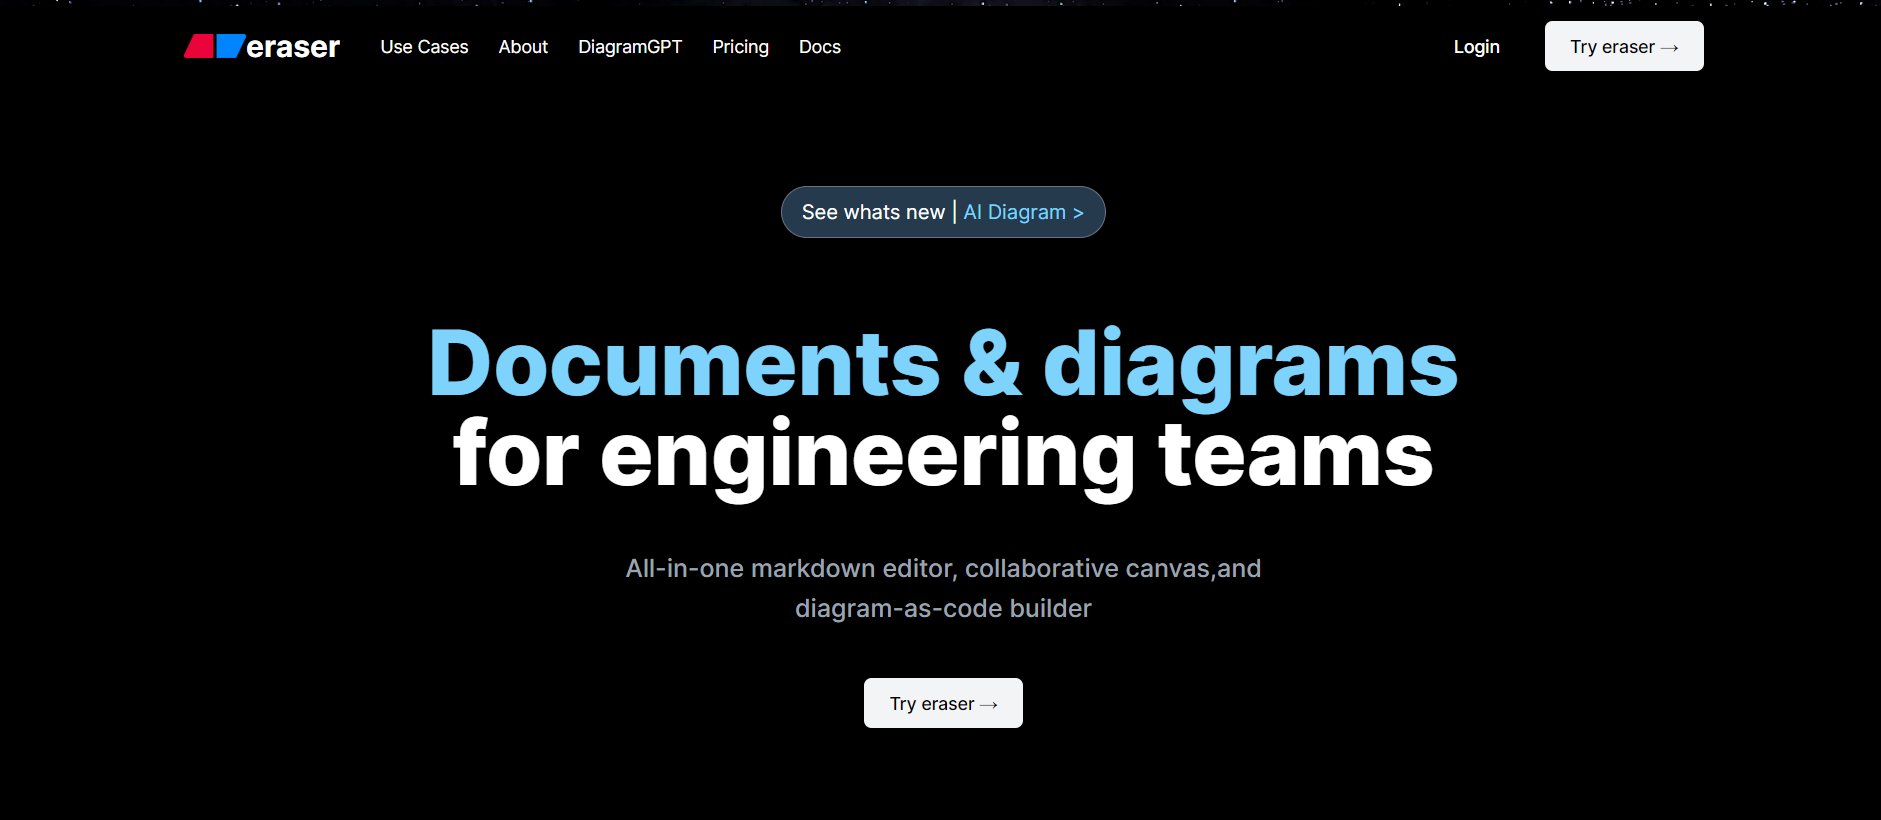 eraser
Use Cases
About
DiagramGPT
Pricing
Docs
Login
Try eraser →
See whats new | AI Diagram >
Documents & diagrams
for engineering teams
All-in-one markdown editor, collaborative canvas,and
diagram-as-code builder
Try eraser →